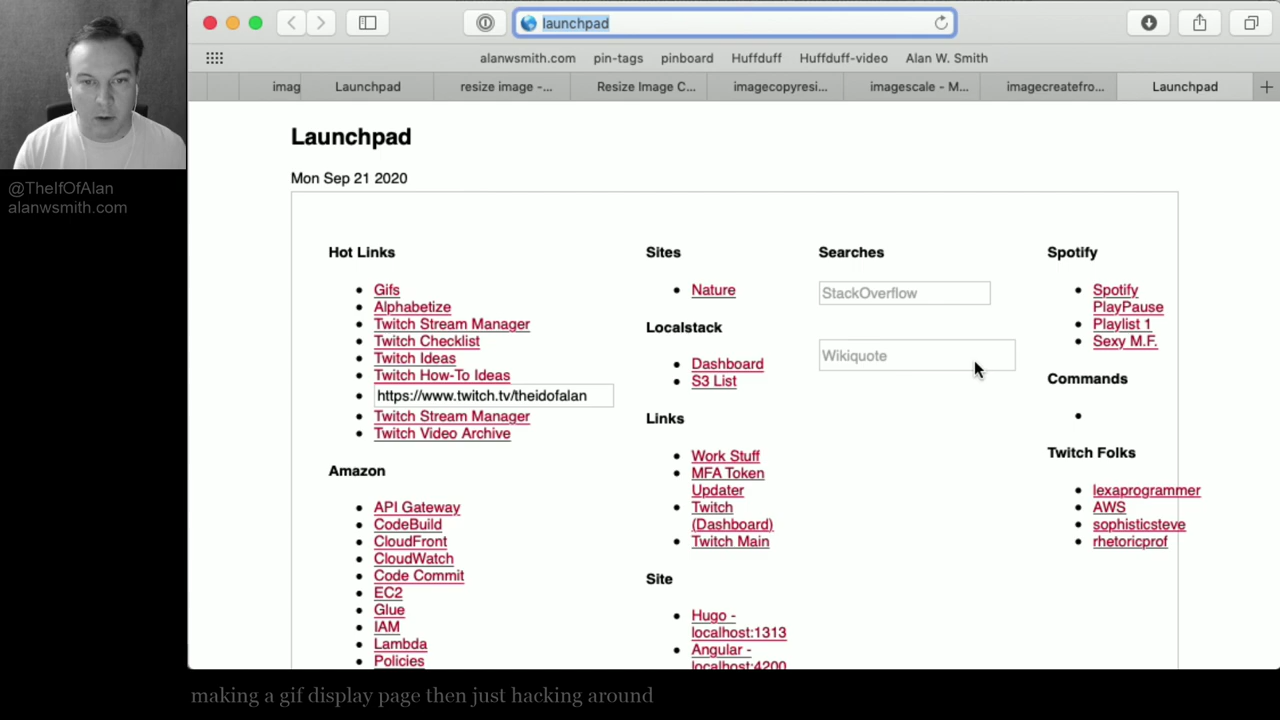 launchpad
alanwsmith.com pin-tags pinboard Huffduff Huffduff-video Alan W. Smith
imag Launchpad resize image -... Resize Image C... imagecopyresi... imagescale - M... imagecreatefro... Launchpad
@TheIfOfAlan
alanwsmith.com
Launchpad
Mon Sep 21 2020
Hot Links
Gifs
Alphabetize
Twitch Stream Manager
Twitch Checklist
Twitch Ideas
Twitch How-To Ideas
https://www.twitch.tv/theidofalan
Twitch Stream Manager
Twitch Video Archive
Amazon
API Gateway
CodeBuild
CloudFront
CloudWatch
Code Commit
EC2
Glue
IAM
Lambda
Policies
Sites
Nature
Localstack
Dashboard
S3 List
Links
Work Stuff
MFA Token
Updater
Twitch
(Dashboard)
Twitch Main
Site
Hugo -
localhost:1313
Angular -
localhost:4200
Searches
StackOverflow
Wikiquote
Spotify
Spotify
PlayPause
Playlist 1
Sexy M.F.
Commands
Twitch Folks
lexaprogrammer
AWS
sophisticsteve
rhetoricprof
making a gif display page then just hacking around